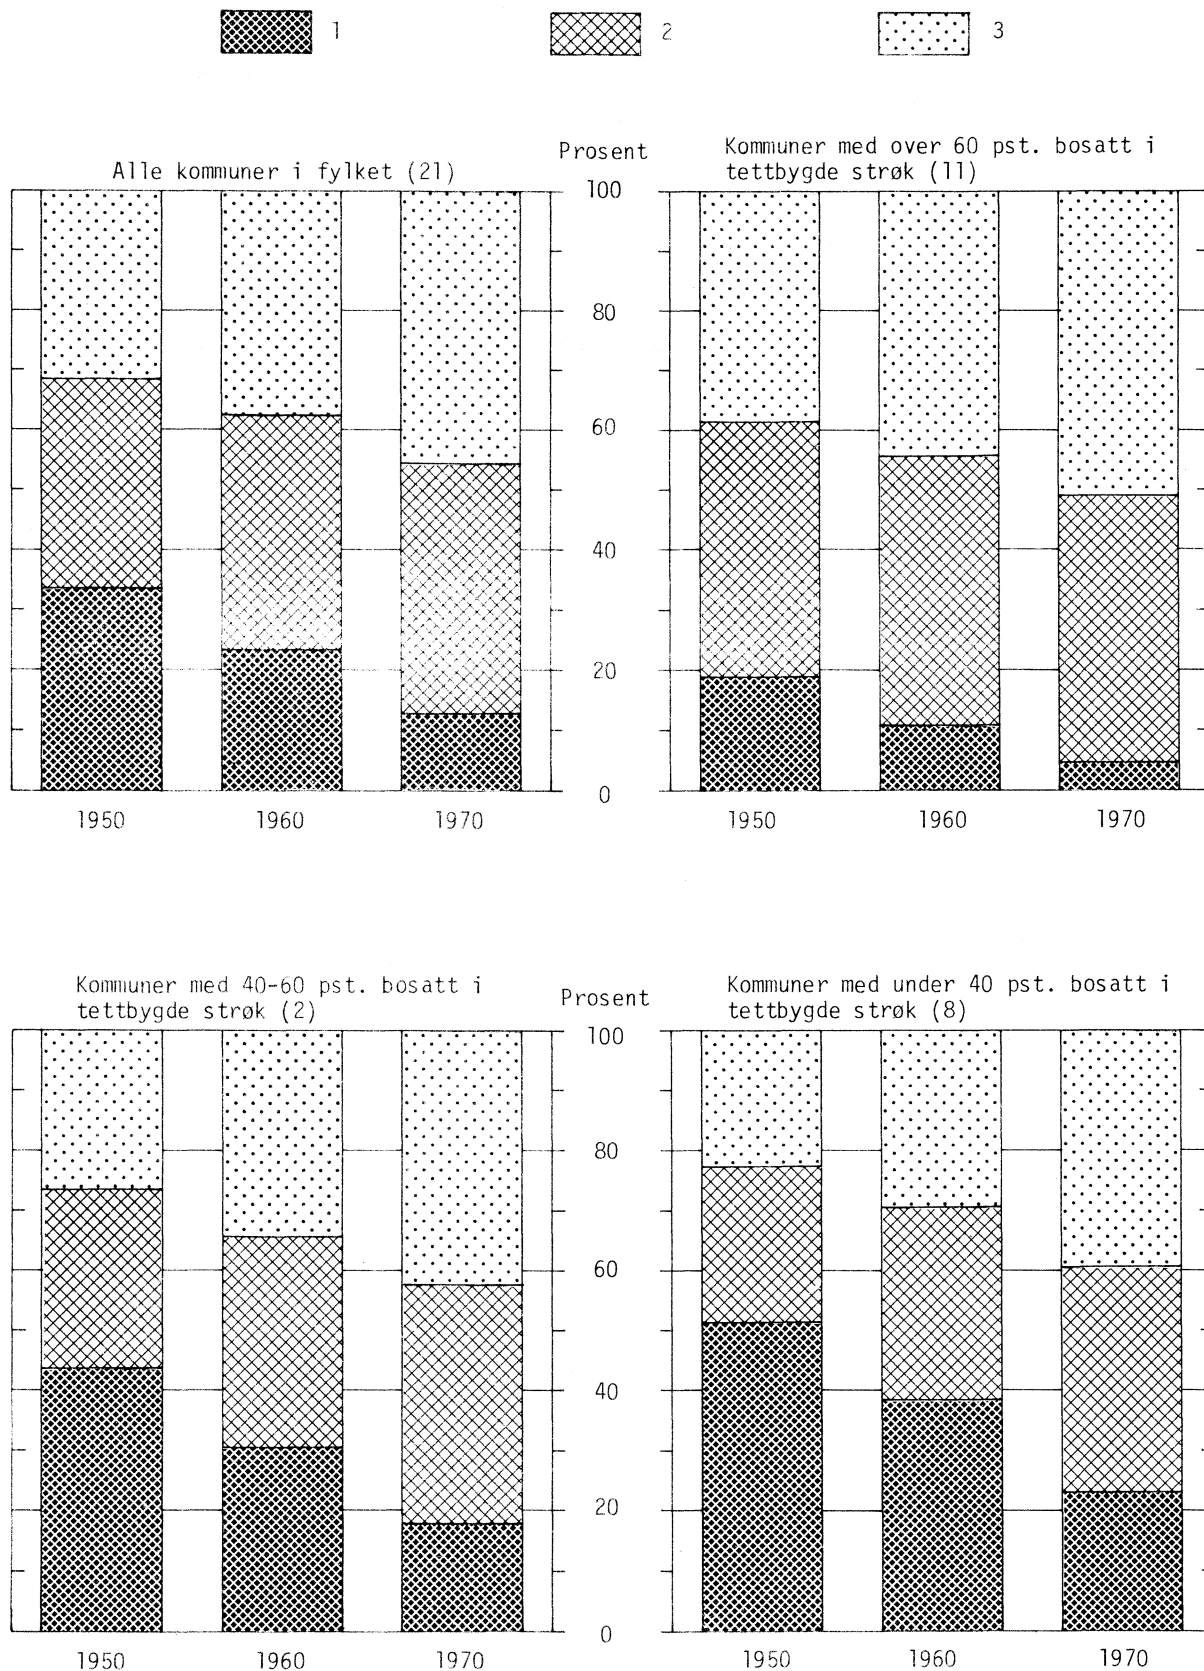 1 2 3
Alle kommuner i fylket (21)
Prosent
Kommuner med over 60 pst. bosatt i
tettbygde strøk (11)
100
80
60
40
20
0
1950 1960 1970
1950 1960 1970
Kommuner med 40-60 pst. bosatt i
tettbygde strøk (2)
Prosent
Kommuner med under 40 pst. bosatt i
tettbygde strøk (8)
100
80
60
40
20
0
1950 1960 1970
1950 1960 1970